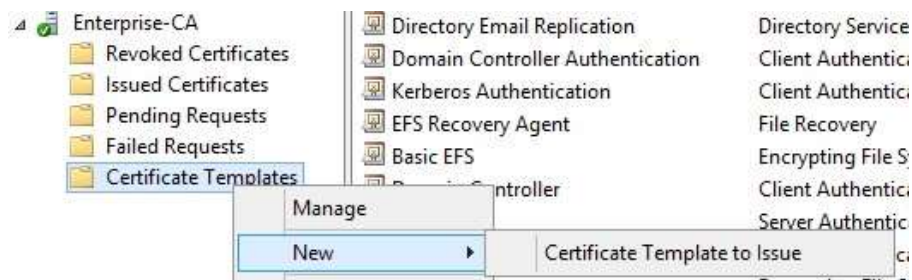 Enterprise-CA
Revoked Certificates
Issued Certificates
Pending Requests
Failed Requests
Certificate Templates
Directory Email Replication Directory Service
Domain Controller Authentication Client Authentica
Kerberos Authentication Client Authentica
EFS Recovery Agent File Recovery
Basic EFS Encrypting File Sy
ntroller Client Authentica
Server Authentica
Manage
New
Certificate Template to Issue